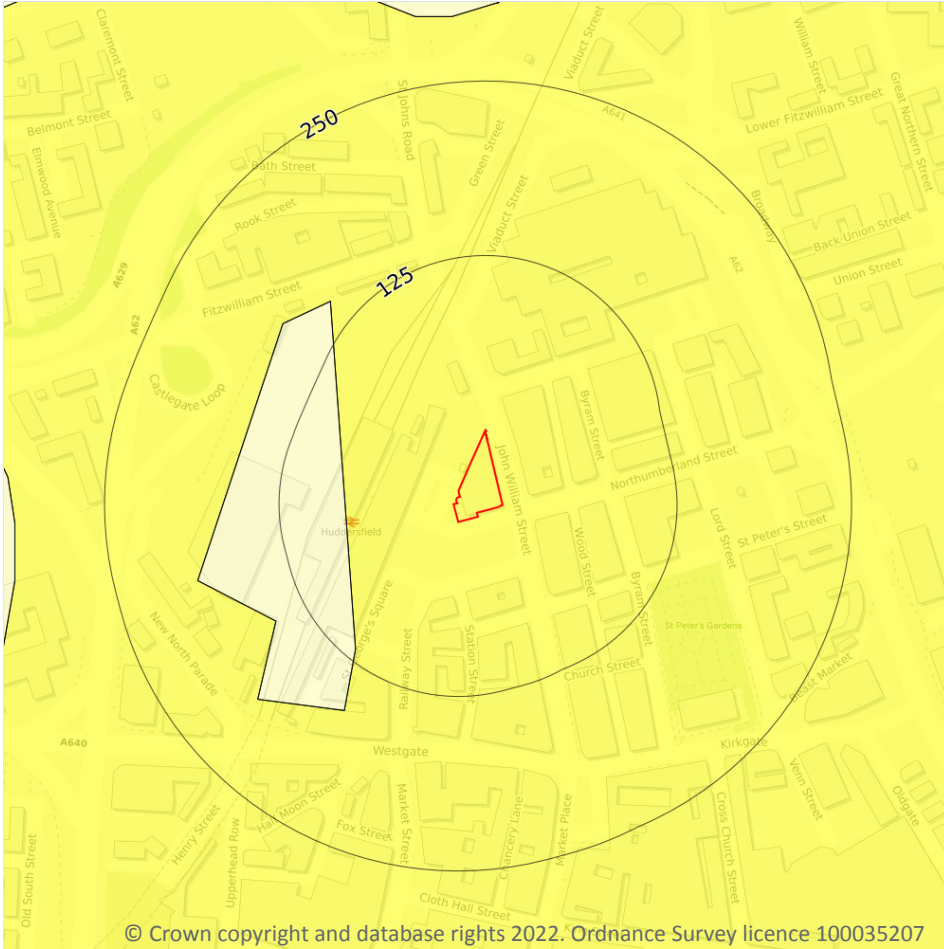 Claremont Street
Viaduct Street
William Street
Great Northern Street
Belmont Street
Elmwood Avenue
250
St Johns Road
A641
Lower Fitzwilliam Street
Green Street
Bath Street
Rook Street
Viaduct Street
Broadway
Back Union Street
A629
125
A62
Union Street
Fitzwilliam Street
A62
Castlegate Loop
Byram Street
John William Street
Northumberland Street
Huddersfield
Lord Street
St Peter's Street
Wood Street
Byram Street
St George's Square
New North Parade
Railway Street
Station Street
St Peter's Gardens
Church Street
Beast Market
A640
Westgate
Kirkgate
Venn Street
Oldgate
Half Moon Street
Henry Street
Upperhead Row
Market Street
Fox Street
Chancery Lane
Market Place
Cross Church Street
Old South Street
Cloth Hall Street
© Crown copyright and database rights 2022. Ordnance Survey licence 100035207